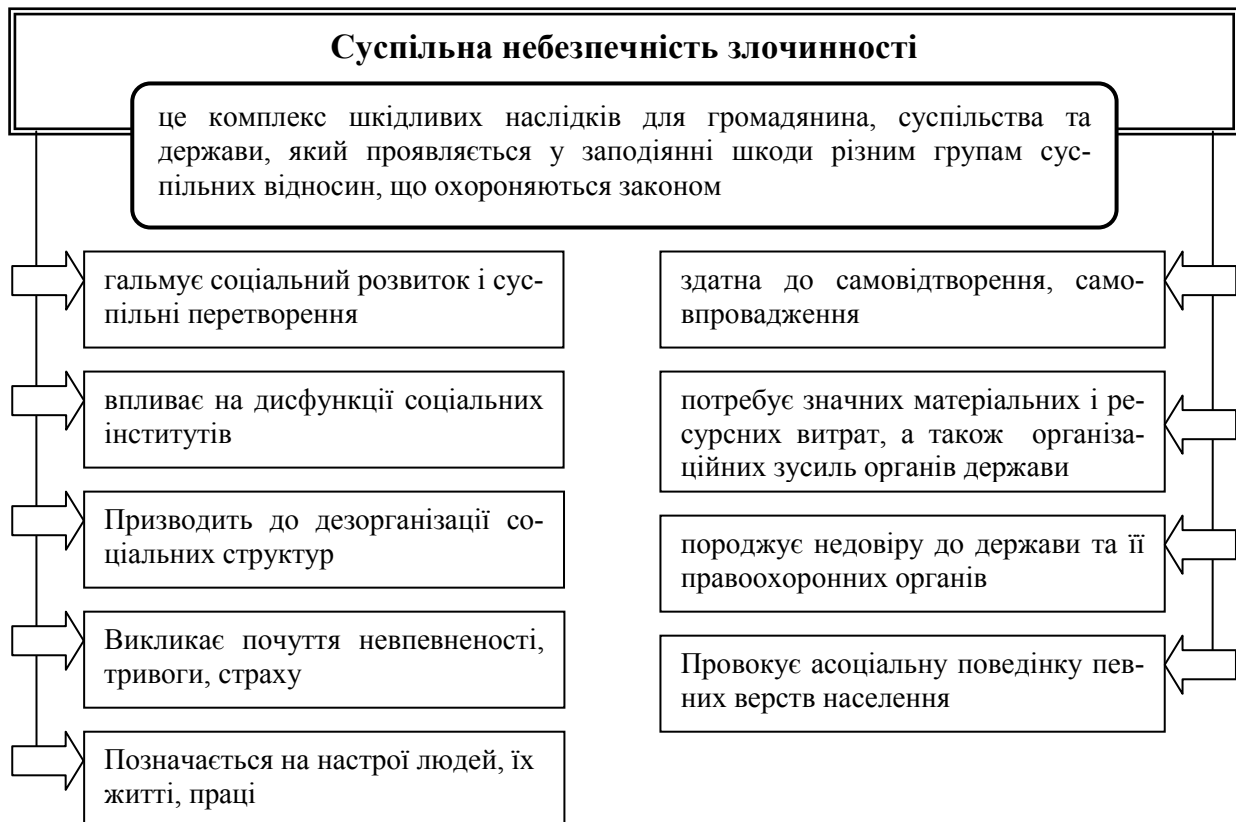 Суспільна небезпечність злочинності
це комплекс шкідливих наслідків для громадянина, суспільства та
держави, який проявляється у заподіянні шкоди різним групам сус-
пільних відносин, що охороняються законом
гальмує соціальний розвиток і сус-
пільні перетворення
впливає на дисфункції соціальних
інститутів
Призводить до дезорганізації со-
ціальних структур
Викликає почуття невпевненості,
тривоги, страху
Позначається на настрої людей, їх
житті, праці
здатна до самовідтворення, само-
впровадження
потребує значних матеріальних і ре-
сурсних витрат, а також організа-
ційних зусиль органів держави
породжує недовіру до держави та її
правоохоронних органів
Провокує асоціальну поведінку пев-
них верств населення